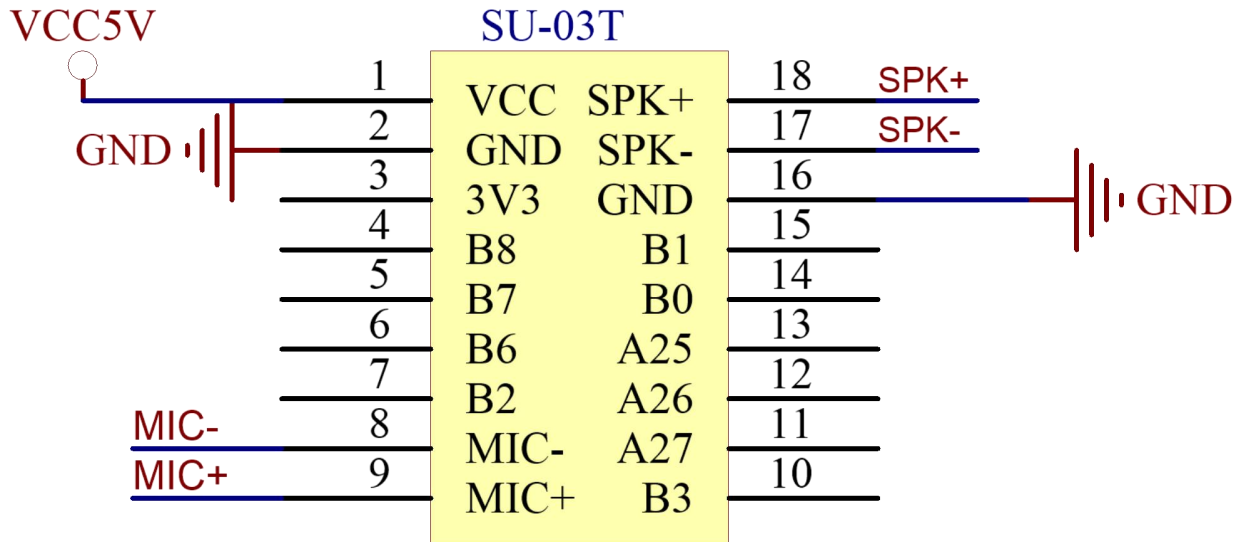 VCC5V SU-03T
1 VCC SPK+ 18 SPK+
2 GND SPK- 17 SPK-
GND
3 3V3 GND 16 GND
4 B8 B1 15
5 B7 B0 14
6 B6 A25 13
7 B2 A26 12
MIC- 8 MIC- A27 11
MIC+ 9 MIC+ B3 10